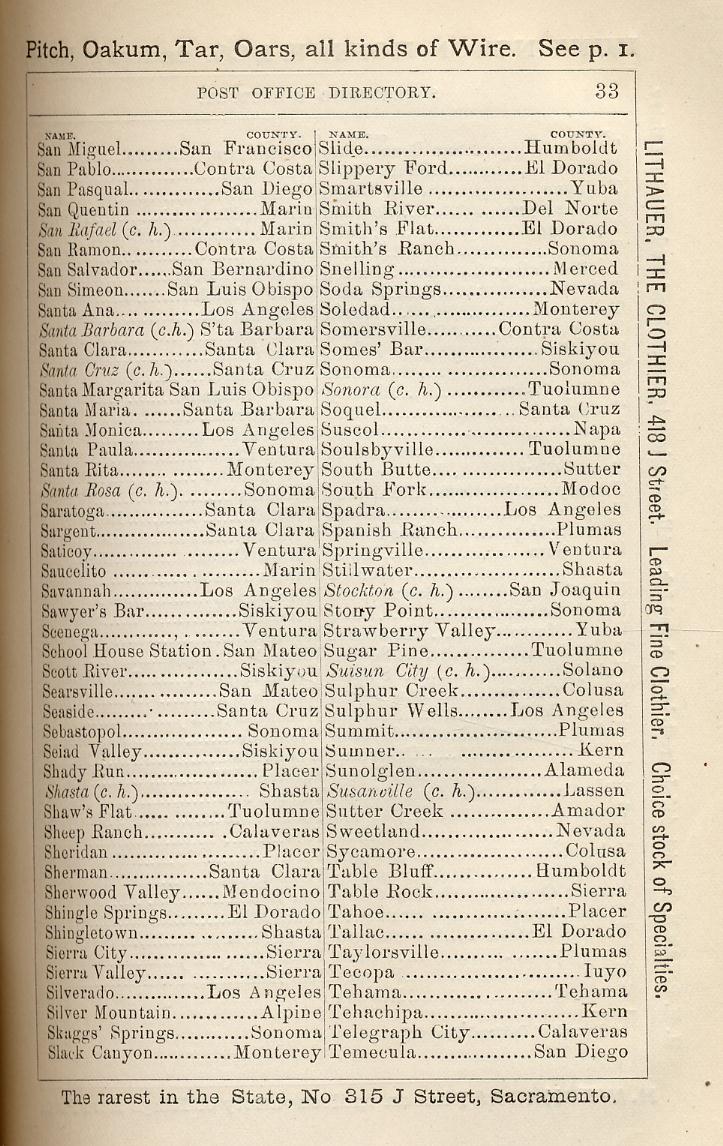 Pitch, Oakum, Tar, Oars, all kinds of Wire. See p. 1.
POST OFFICE DIRECTORY. 33
NAME. COUNTY.
San Miguel.........San Francisco
San Pablo.............Contra Costa
San Pasqual..............San Diego
San Quentin ....................Marin
San Rafael (c. h.).............Marin
San Ramon...........Contra Costa
San Salvador......San Bernardino
San Simeon.......San Luis Obispo
Santa Ana.............Los Angeles
Santa Barbara (c.h.) S'ta Barbara
Santa Clara............Santa Clara
Santa Cruz (c. h.)......Santa Cruz
Santa Margarita San Luis Obispo
Santa Maria. ......Santa Barbara
Santa Monica.........Los Angeles
Santa Paula..................Ventura
Santa Rita........ .........Monterey
Santa Rosa (c. h.). ........Sonoma
Saratoga...............Santa Clara
Sargent.................Santa Clara
Saticoy..............................Ventura
Saucelito ........................Marin
Savannah.............Los Angeles
Sawyer's Bar..............Siskiyou
Scenega............, .........Ventura
School House Station . San Mateo
Scott River..................Siskiyou
Searsville................San Mateo
Seaside..................Santa Cruz
Sebastopol.................... Sonoma
Seiad Valley...............Siskiyou
Shady Run................... Placer
Shasta (c. h.)................. Shasta
Shaw's Flat...............Tuolumne
Sheep Ranch.......... .Calaveras
Sheridan ........................Placer
Sherman................Santa Clara
Sherwood Valley......Mendocino
Shingle Springs.........El Dorado
Shingletown.....................Shasta
Sierra City......................Sierra
Sierra Valley...... ............Sierra
Silverado...............Los Angeles
Silver Mountain..............Alpine
Skaggs' Springs.............Sonoma
Slack Canyon.............Monterey
NAME. COUNTY.
Slide..........................Humboldt
Slippery Ford............El Dorado
Smartsville .......................Yuba
Smith River...... ......Del Norte
Smith's Flat..............El Dorado
Smith's Ranch...............Sonoma
Snelling .........................Merced
Soda Springs..................Nevada
Soledad.........................Monterey
Somersville...........Contra Costa
Somes' Bar....................Siskiyou
Sonoma.........................Sonoma
Sonora (c. h.) ............Tuolumne
Soquel.......................Santa Cruz
Suscol..............................Napa
Soulsbyville.............Tuolumne
South Butte.... ..............Sutter
South Fork.....................Modoc
Spadra....................Los Angeles
Spanish Ranch...............Plumas
Springville....................Ventura
Stillwater.......................Shasta
Stockton (c. h.) .......San Joaquin
Stony Point..................Sonoma
Strawberry Valley.............Yuba
Sugar Pine................Tuolumne
Suisun City (c. h.)...........Solano
Sulphur Creek................Colusa
Sulphur Wells........Los Angeles
Summit..........................Plumas
Sumner.. ... ..................Kern
Sunolglen....................Alameda
Susanville (c. h.).............Lassen
Sutter Creek ................Amador
Sweetland.....................Nevada
Sycamore.......................Colusa
Table Bluff...............Humboldt
Table Rock.....................Sierra
Tahoe...........................Placer
Tallac.......................El Dorado
Taylorsville.......... .......Plumas
Tecopa ...........................Inyo
Tehama.........................Tehama
Tehachipa.......................Kern
Telegraph City..........Calaveras
Temecula.................San Diego
LITHAUER, THE CLOTHIER, 418 J Street. Leading Fine Clothier. Choice stock of Specialties.
The rarest in the State, No 315 J Street, Sacramento.